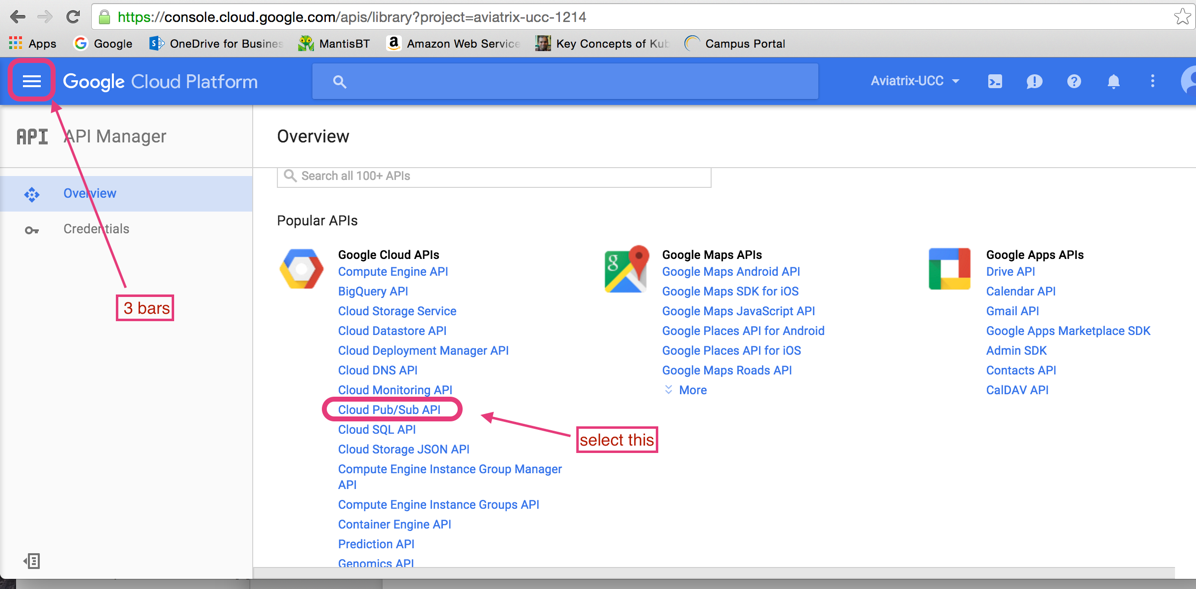 https://console.cloud.google.com/apis/library?project=aviatrix-ucc-1214
Apps Google OneDrive for Busines MantisBT Amazon Web Service Key Concepts of Kub Campus Portal
Google Cloud Platform
Aviatrix-UCC
API API Manager
Overview
Overview
Credentials
3 bars
Search all 100+ APIs
Popular APIs
Google Cloud APIs
Compute Engine API
BigQuery API
Cloud Storage Service
Cloud Datastore API
Cloud Deployment Manager API
Cloud DNS API
Cloud Monitoring API
Cloud Pub/Sub API
Cloud SQL API
Cloud Storage JSON API
Compute Engine Instance Group Manager
API
Compute Engine Instance Groups API
Container Engine API
Prediction API
Genomics API
select this
Google Maps APIs
Google Maps Android API
Google Maps SDK for iOS
Google Maps JavaScript API
Google Places API for Android
Google Places API for iOS
Google Maps Roads API
More
Google Apps APIs
Drive API
Calendar API
Gmail API
Google Apps Marketplace SDK
Admin SDK
Contacts API
CalDAV API